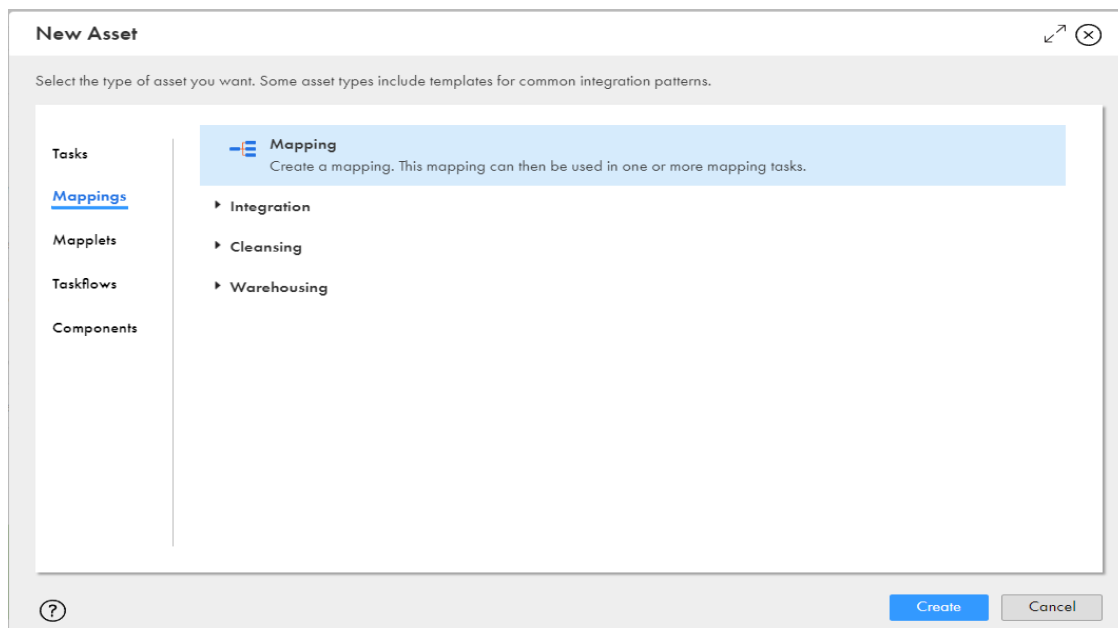 New Asset
Select the type of asset you want. Some asset types include templates for common integration patterns.
Tasks
Mappings
Mapplets
Taskflows
Components
Mapping
Create a mapping. This mapping can then be used in one or more mapping tasks.
Integration
Cleansing
Warehousing
?
Create
Cancel